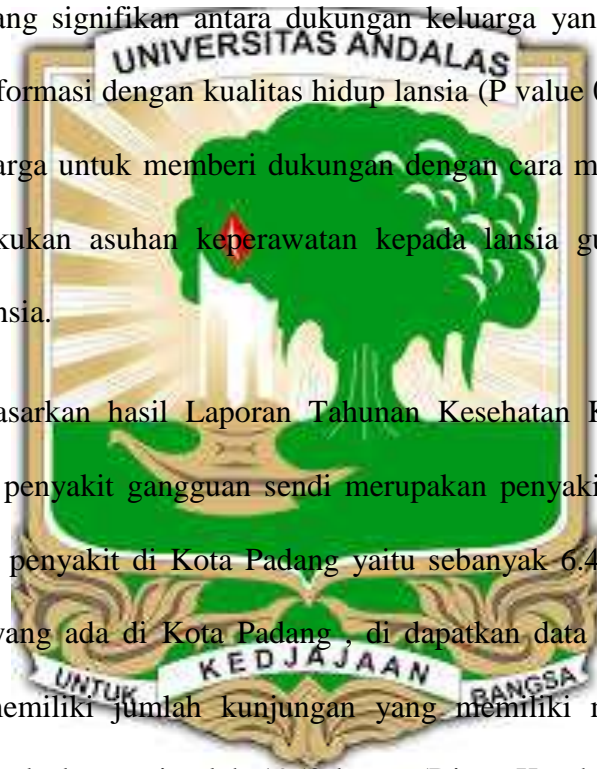 ang signifikan antara dukungan keluarga yan
UNIVERSITAS ANDALAS
formasi dengan kualitas hidup lansia (P value
arga untuk memberi dukungan dengan cara m
kukan asuhan keperawatan kepada lansia gu
nsia.
asarkan hasil Laporan Tahunan Kesehatan K
penyakit gangguan sendi merupakan penyaki
penyakit di Kota Padang yaitu sebanyak 6.4
yang ada di Kota Padang , di dapatkan data
UNTUK KEDJAJAAN BANGSA
memiliki jumlah kunjungan yang memiliki